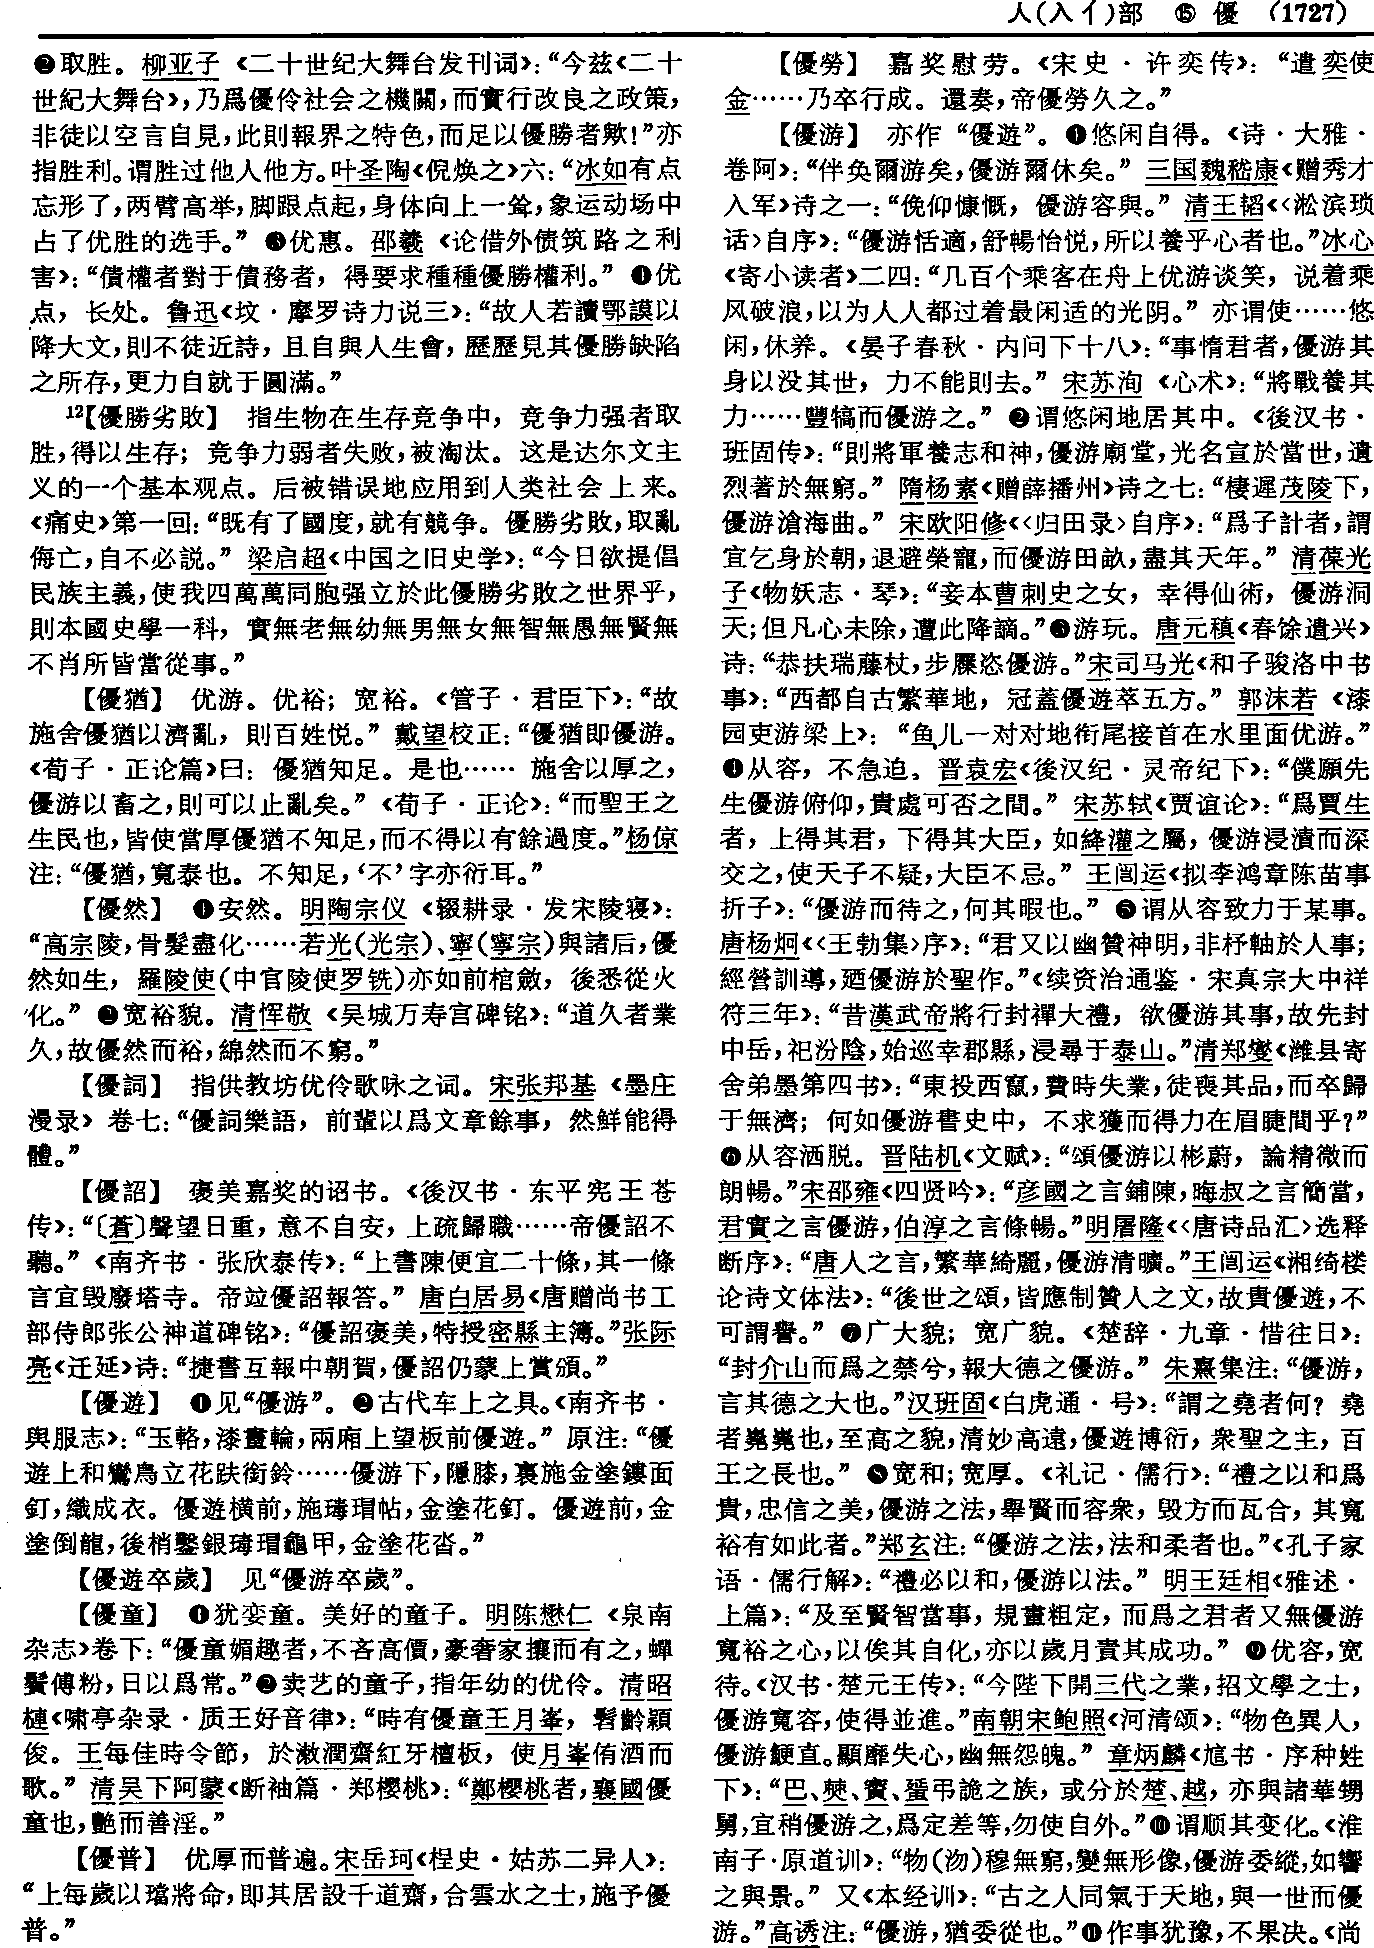 人(入亻)部　⑮ 優　(1727)
❷取胜。柳亚子《二十世纪大舞台发刊词》：“今兹《二十
世紀大舞台》，乃爲優伶社会之機關，而實行改良之政策，
非徒以空言自見，此則報界之特色，而足以優勝者歟！”亦
指胜利。谓胜过他人他方。叶圣陶《倪焕之》六：“冰如有点
忘形了，两臂高举，脚跟点起，身体向上一耸，象运动场中
占了优胜的选手。” ❸优惠。邵羲《论借外债筑路之利
害》：“債權者對于債務者，得要求種種優勝權利。” ❹优
点，长处。鲁迅《坟·摩罗诗力说三》：“故人若讀鄂謨以
降大文，則不徒近詩，且自與人生會，歷歷見其優勝缺陷
之所存，更力自就于圓滿。”
¹²【優勝劣敗】　指生物在生存竞争中，竞争力强者取
胜，得以生存；竞争力弱者失败，被淘汰。这是达尔文主
义的一个基本观点。后被错误地应用到人类社会上来。
《痛史》第一回：“既有了國度，就有競争。優勝劣敗，取亂
侮亡，自不必説。” 梁启超《中国之旧史学》：“今日欲提倡
民族主義，使我四萬萬同胞强立於此優勝劣敗之世界乎，
則本國史學一科，實無老無幼無男無女無智無愚無賢無
不肖所皆當從事。”
【優猶】　优游。优裕；宽裕。《管子·君臣下》：“故
施舍優猶以濟亂，則百姓悦。” 戴望校正：“優猶即優游。
《荀子·正论篇》曰：優猶知足。是也…… 施舍以厚之，
優游以畜之，則可以止亂矣。” 《荀子·正论》：“而聖王之
生民也，皆使當厚優猶不知足，而不得以有餘過度。”杨倞
注：“優猶，寬泰也。不知足，‘不’字亦衍耳。”
【優然】　❶安然。明陶宗仪《辍耕录·发宋陵寝》：
“高宗陵，骨髮盡化……若光(光宗)、寧(寧宗)與諸后，優
然如生，羅陵使(中官陵使罗铣)亦如前棺斂，後悉從火
化。” ❷宽裕貌。清恽敬《吴城万寿宫碑铭》：“道久者業
久，故優然而裕，綿然而不窮。”
【優詞】　指供教坊优伶歌咏之词。宋张邦基《墨庄
漫录》卷七：“優詞樂語，前輩以爲文章餘事，然鮮能得
體。”
【優詔】　褒美嘉奖的诏书。《後汉书·东平宪王苍
传》：“〔蒼〕聲望日重，意不自安，上疏歸職……帝優詔不
聽。” 《南齐书·张欣泰传》：“上書陳便宜二十條，其一條
言宜毁廢塔寺。帝竝優詔報答。” 唐白居易《唐赠尚书工
部侍郎张公神道碑铭》：“優詔褒美，特授密縣主簿。”张际
亮《迁延》诗：“捷書互報中朝賀，優詔仍蒙上賞頒。”
【優遊】　❶见“優游”。❷古代车上之具。《南齐书·
舆服志》：“玉輅，漆畫輪，兩廂上望板前優遊。” 原注：“優
遊上和鸞鳥立花趺銜鈴……優游下，隱膝，裏施金塗鏤面
釘，織成衣。優遊横前，施瑇瑁帖，金塗花釘。優遊前，金
塗倒龍，後梢鑿銀瑇瑁龜甲，金塗花沓。”
【優遊卒歲】　见“優游卒歲”。
【優童】　❶犹娈童。美好的童子。明陈懋仁《泉南
杂志》卷下：“優童媚趣者，不吝高價，豪奢家攘而有之，蟬
鬢傅粉，日以爲常。”❷卖艺的童子，指年幼的优伶。清昭
槤《啸亭杂录·质王好音律》：“時有優童王月峯，髫齡穎
俊。王每佳時令節，於漱潤齋紅牙檀板，使月峯侑酒而
歌。” 清吴下阿蒙《断袖篇·郑樱桃》：“鄭櫻桃者，襄國優
童也，艷而善淫。”
【優普】　优厚而普遍。宋岳珂《桯史·姑苏二异人》：
“上每歲以璫將命，即其居設千道齋，合雲水之士，施予優
普。”
【優勞】　嘉奖慰劳。《宋史·许奕传》：“遣奕使
金……乃卒行成。還奏，帝優勞久之。”
【優游】　亦作“優遊”。❶悠闲自得。《诗·大雅·
卷阿》：“伴奂爾游矣，優游爾休矣。” 三国魏嵇康《赠秀才
入军》诗之一：“俛仰慷慨，優游容與。” 清王韬《〈淞滨琐
话〉自序》：“優游恬適，舒暢怡悦，所以養乎心者也。”冰心
《寄小读者》二四：“几百个乘客在舟上优游谈笑，说着乘
风破浪，以为人人都过着最闲适的光阴。” 亦谓使……悠
闲，休养。《晏子春秋·内问下十八》：“事惰君者，優游其
身以没其世，力不能則去。” 宋苏洵《心术》：“將戰養其
力……豐犒而優游之。” ❷谓悠闲地居其中。《後汉书·
班固传》：“則將軍養志和神，優游廟堂，光名宣於當世，遺
烈著於無窮。” 隋杨素《赠薛播州》诗之七：“棲遲茂陵下，
優游滄海曲。” 宋欧阳修《〈归田录〉自序》：“爲子計者，謂
宜乞身於朝，退避榮寵，而優游田畝，盡其天年。” 清葆光
子《物妖志·琴》：“妾本曹刺史之女，幸得仙術，優游洞
天；但凡心未除，遭此降謫。”❸游玩。唐元稹《春馀遣兴》
诗：“恭扶瑞藤杖，步屧恣優游。”宋司马光《和子骏洛中书
事》：“西都自古繁華地，冠蓋優遊萃五方。” 郭沫若《漆
园吏游梁上》：“鱼儿一对对地衔尾接首在水里面优游。”
❹从容，不急迫。晋袁宏《後汉纪·灵帝纪下》：“僕願先
生優游俯仰，貴處可否之間。” 宋苏轼《贾谊论》：“爲賈生
者，上得其君，下得其大臣，如絳灌之屬，優游浸漬而深
交之，使天子不疑，大臣不忌。” 王闿运《拟李鸿章陈苗事
折子》：“優游而待之，何其暇也。” ❺谓从容致力于某事。
唐杨炯《〈王勃集〉序》：“君又以幽贊神明，非杼軸於人事；
經營訓導，廼優游於聖作。”《续资治通鉴·宋真宗大中祥
符三年》：“昔漢武帝將行封禪大禮，欲優游其事，故先封
中岳，祀汾陰，始巡幸郡縣，浸尋于泰山。”清郑燮《潍县寄
舍弟墨第四书》：“東投西竄，費時失業，徒喪其品，而卒歸
于無濟；何如優游書史中，不求獲而得力在眉睫間乎？”
❻从容洒脱。晋陆机《文赋》：“頌優游以彬蔚，論精微而
朗暢。”宋邵雍《四贤吟》：“彦國之言鋪陳，晦叔之言簡當，
君實之言優游，伯淳之言條暢。”明屠隆《〈唐诗品汇〉选释
断序》：“唐人之言，繁華綺麗，優游清曠。”王闿运《湘绮楼
论诗文体法》：“後世之頌，皆應制贊人之文，故貴優遊，不
可謂譽。” ❼广大貌；宽广貌。《楚辞·九章·惜往日》：
“封介山而爲之禁兮，報大德之優游。” 朱熹集注：“優游，
言其德之大也。”汉班固《白虎通·号》：“謂之堯者何？堯
者嶢嶢也，至高之貌，清妙高遠，優遊博衍，衆聖之主，百
王之長也。” ❽宽和；宽厚。《礼记·儒行》：“禮之以和爲
貴，忠信之美，優游之法，舉賢而容衆，毁方而瓦合，其寬
裕有如此者。”郑玄注：“優游之法，法和柔者也。”《孔子家
语·儒行解》：“禮必以和，優游以法。” 明王廷相《雅述·
上篇》：“及至賢智當事，規畫粗定，而爲之君者又無優游
寬裕之心，以俟其自化，亦以歲月責其成功。” ❾优容，宽
待。《汉书·楚元王传》：“今陛下開三代之業，招文學之士，
優游寬容，使得並進。”南朝宋鲍照《河清颂》：“物色異人，
優游鯁直。顯靡失心，幽無怨魄。” 章炳麟《訄书·序种姓
下》：“巴、僰、賨、蜑弔詭之族，或分於楚、越，亦與諸華甥
舅，宜稍優游之，爲定差等，勿使自外。”❿谓顺其变化。《淮
南子·原道训》：“物(沕)穆無窮，變無形像，優游委縱，如響
之與景。” 又《本经训》：“古之人同氣于天地，與一世而優
游。”高诱注：“優游，猶委從也。”⓫作事犹豫，不果决。《尚